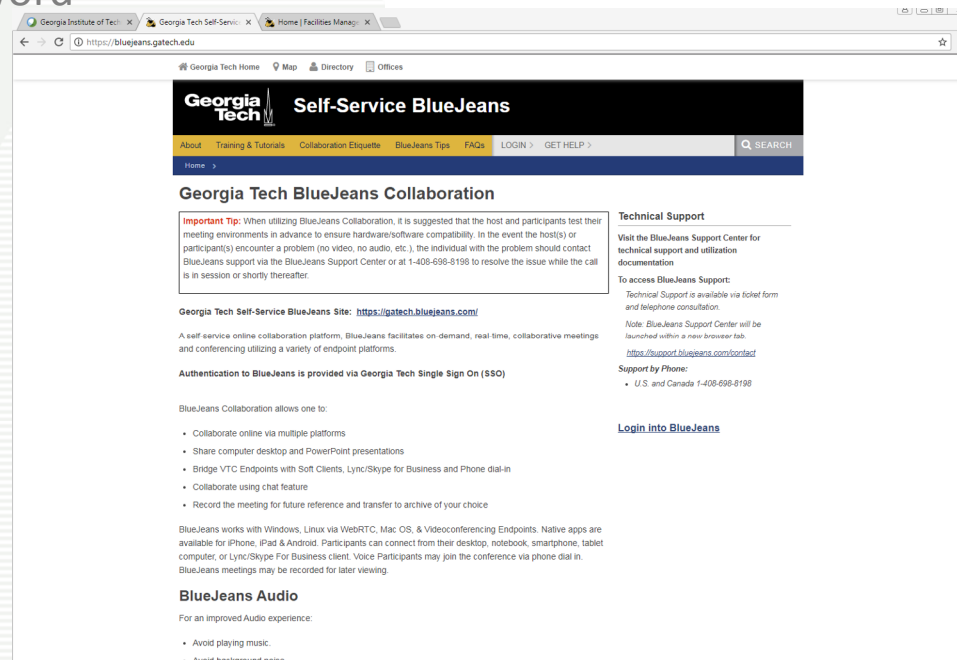 Georgia Institute of Tech
Georgia Tech Self-Servic
Home | Facilities Manage
https://bluejeans.gatech.edu
Georgia Tech Home Map Directory Offices
Georgia Tech
Self-Service BlueJeans
About Training & Tutorials Collaboration Etiquette BlueJeans Tips FAQs LOGIN > GET HELP > SEARCH
Home >
Georgia Tech BlueJeans Collaboration
Important Tip: When utilizing BlueJeans Collaboration, it is suggested that the host and participants test their
meeting environments in advance to ensure hardware/software compatibility. In the event the host(s) or
participant(s) encounter a problem (no video, no audio, etc.), the individual with the problem should contact
BlueJeans support via the BlueJeans Support Center or at 1-408-698-8198 to resolve the issue while the call
is in session or shortly thereafter.
Georgia Tech Self-Service BlueJeans Site: https://gatech.bluejeans.com/
A self-service online collaboration platform, BlueJeans facilitates on-demand, real-time, collaborative meetings
and conferencing utilizing a variety of endpoint platforms.
Authentication to BlueJeans is provided via Georgia Tech Single Sign On (SSO)
BlueJeans Collaboration allows one to:
• Collaborate online via multiple platforms
• Share computer desktop and PowerPoint presentations
• Bridge VTC Endpoints with Soft Clients, Lync/Skype for Business and Phone dial-in
• Collaborate using chat feature
• Record the meeting for future reference and transfer to archive of your choice
BlueJeans works with Windows, Linux via WebRTC, Mac OS, & Videoconferencing Endpoints. Native apps are
available for iPhone, iPad & Android. Participants can connect from their desktop, notebook, smartphone, tablet
computer, or Lync/Skype For Business client. Voice Participants may join the conference via phone dial in.
BlueJeans meetings may be recorded for later viewing.
BlueJeans Audio
For an improved Audio experience:
• Avoid playing music.
• Avoid background noise
Technical Support
Visit the BlueJeans Support Center for
technical support and utilization
documentation
To access BlueJeans Support:
Technical Support is available via ticket form
and telephone consultation.
Note: BlueJeans Support Center will be
launched within a new browser tab.
https://support.bluejeans.com/contact
Support by Phone:
• U.S. and Canada 1-408-698-8198
Login into BlueJeans